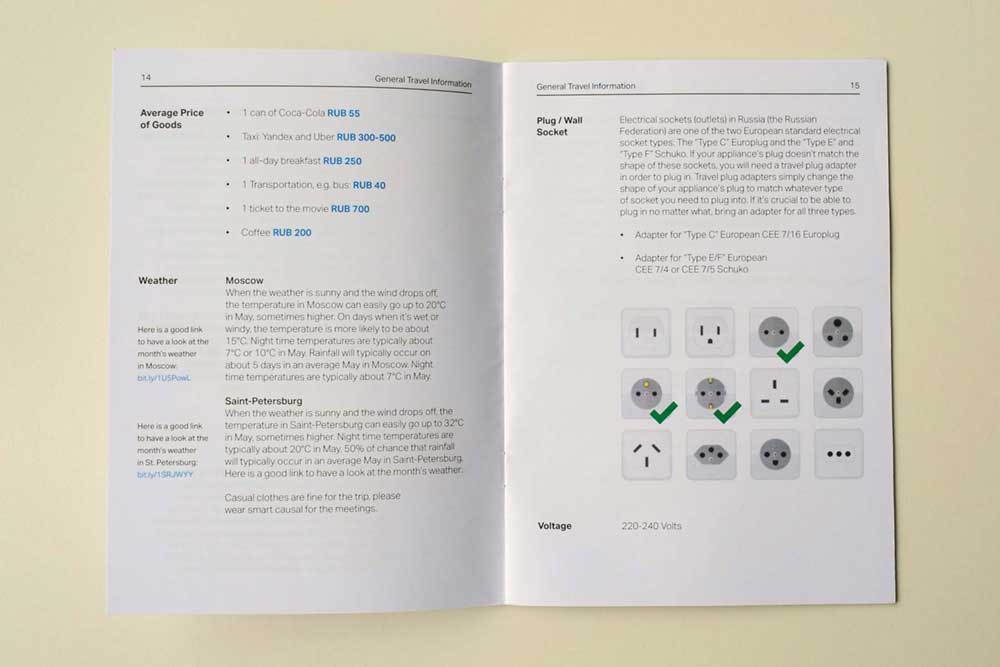 14
General Travel Information
Average Price
of Goods
• 1 can of Coca-Cola RUB 55
• Taxi: Yandex and Uber RUB 300-500
• 1 all-day breakfast RUB 250
• 1 Transportation, e.g. bus: RUB 40
• 1 ticket to the movie RUB 700
• Coffee RUB 200
Weather
Here is a good link
to have a look at the
month's weather
in Moscow:
bit.ly/1U5PowL
Moscow
When the weather is sunny and the wind drops off,
the temperature in Moscow can easily go up to 20°C
in May, sometimes higher. On days when it's wet or
windy, the temperature is more likely to be about
15°C. Night time temperatures are typically about
7°C or 10°C in May. Rainfall will typically occur on
about 5 days in an average May in Moscow. Night
time temperatures are typically about 7°C in May.
Here is a good link
to have a look at the
month's weather
in St. Petersburg:
bit.ly/1SRJWYY
Saint-Petersburg
When the weather is sunny and the wind drops off, the
temperature in Saint-Petersburg can easily go up to 32°C
in May, sometimes higher. Night time temperatures are
typically about 20°C in May. 50% of chance that rainfall
will typically occur in an average May in Saint-Petersburg.
Here is a good link to have a look at the month's weather:
Casual clothes are fine for the trip, please
wear smart causal for the meetings.
General Travel Information
15
Plug / Wall
Socket
Electrical sockets (outlets) in Russia (the Russian
Federation) are one of the two European standard electrical
socket types: The "Type C" Europlug and the "Type E" and
"Type F" Schuko. If your appliance's plug doesn't match the
shape of these sockets, you will need a travel plug adapter
in order to plug in. Travel plug adapters simply change the
shape of your appliance's plug to match whatever type
of socket you need to plug into. If it's crucial to be able to
plug in no matter what, bring an adapter for all three types.
• Adapter for "Type C" European CEE 7/16 Europlug
• Adapter for "Type E/F" European
CEE 7/4 or CEE 7/5 Schuko
Voltage
220-240 Volts